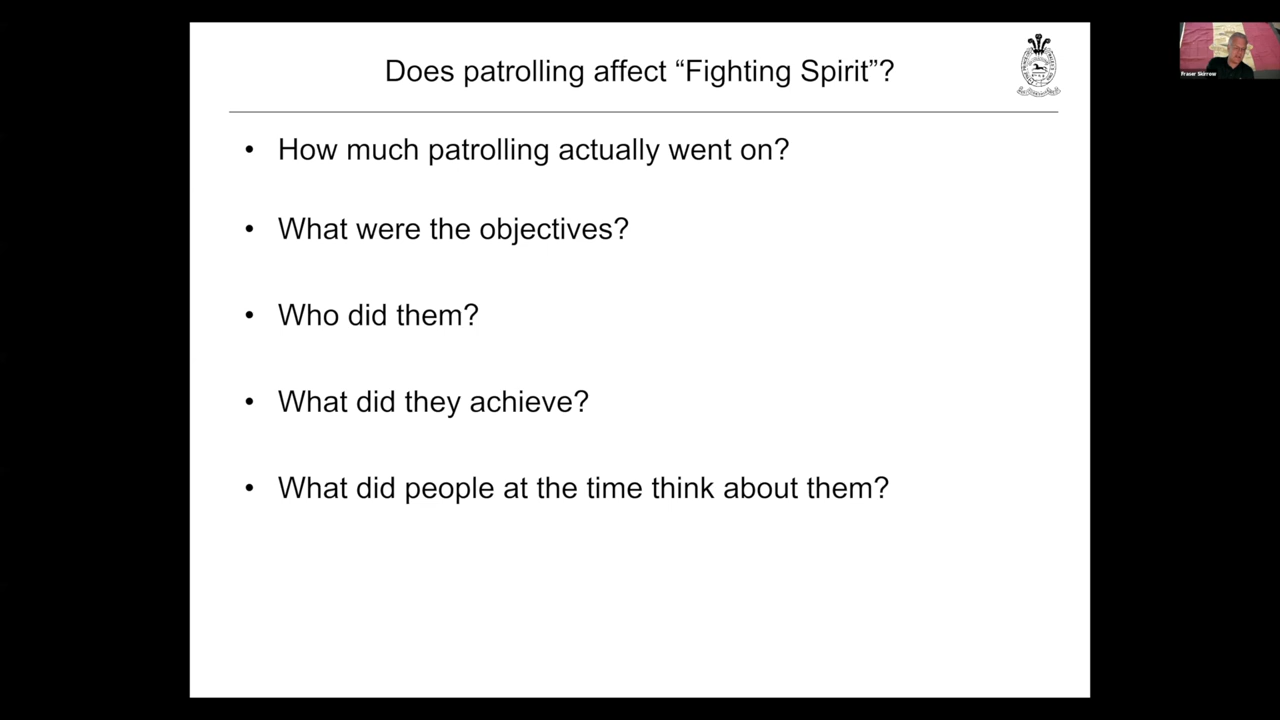 Does patrolling affect “Fighting Spirit”?
• How much patrolling actually went on?
• What were the objectives?
• Who did them?
• What did they achieve?
• What did people at the time think about them?
Fraser Skirrow